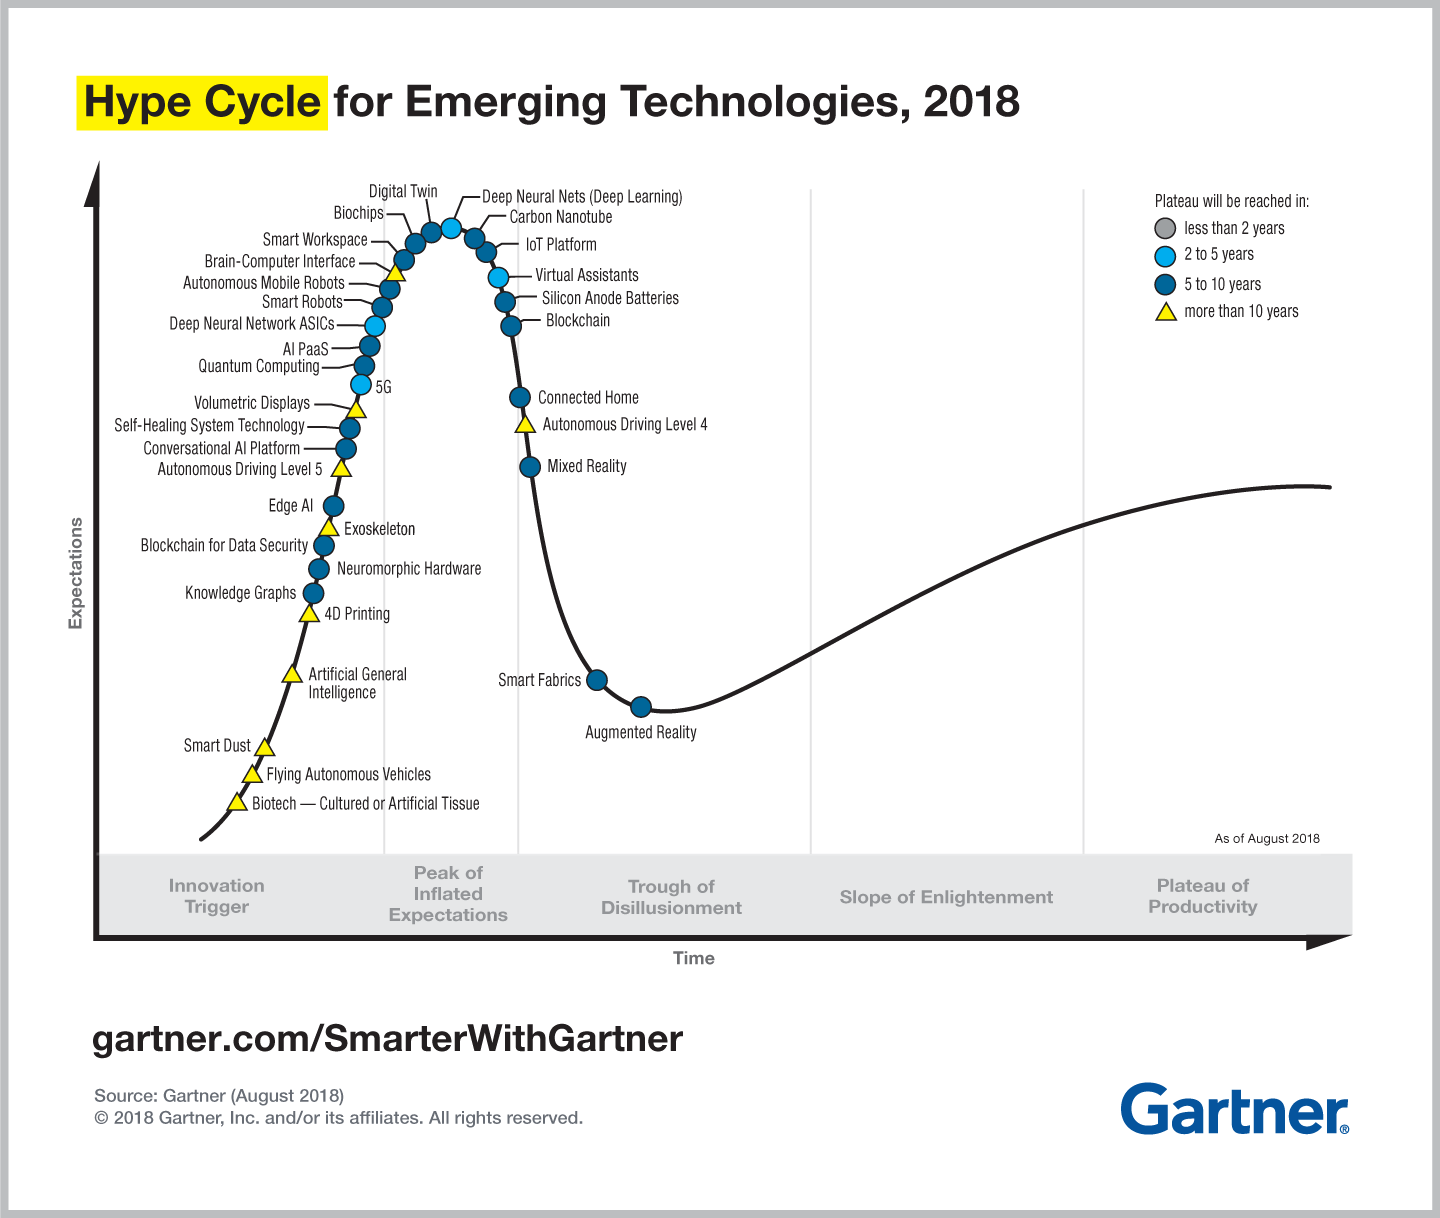 Hype Cycle for Emerging Technologies, 2018
Plateau will be reached in:
less than 2 years
2 to 5 years
5 to 10 years
more than 10 years
Expectations
Digital Twin
Biochips
Smart Workspace
Brain-Computer Interface
Autonomous Mobile Robots
Smart Robots
Deep Neural Network ASICs
AI PaaS
Quantum Computing
5G
Volumetric Displays
Self-Healing System Technology
Conversational AI Platform
Autonomous Driving Level 5
Edge AI
Exoskeleton
Blockchain for Data Security
Neuromorphic Hardware
Knowledge Graphs
4D Printing
Artificial General
Intelligence
Smart Dust
Flying Autonomous Vehicles
Biotech — Cultured or Artificial Tissue
Deep Neural Nets (Deep Learning)
Carbon Nanotube
IoT Platform
Virtual Assistants
Silicon Anode Batteries
Blockchain
Connected Home
Autonomous Driving Level 4
Mixed Reality
Smart Fabrics
Augmented Reality
As of August 2018
Innovation
Trigger
Peak of
Inflated
Expectations
Trough of
Disillusionment
Slope of Enlightenment
Plateau of
Productivity
Time
gartner.com/SmarterWithGartner
Source: Gartner (August 2018)
© 2018 Gartner, Inc. and/or its affiliates. All rights reserved.
Gartner®